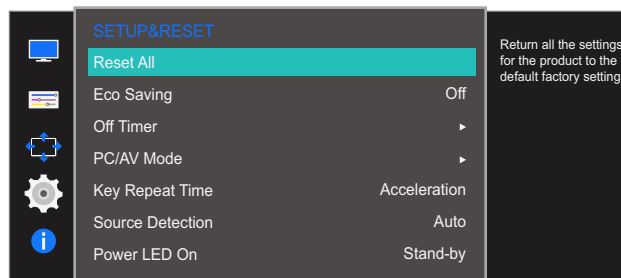 SETUP&RESET
Reset All
Eco Saving Off
Off Timer ▸
PC/AV Mode ▸
Key Repeat Time Acceleration
Source Detection Auto
Power LED On Stand-by
Return all the settings
for the product to the
default factory setting